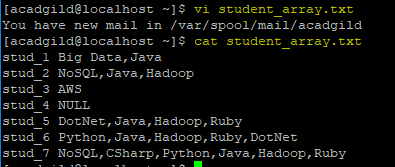 [acadgild@localhost ~]$ vi student_array.txt
You have new mail in /var/spool/mail/acadgild
[acadgild@localhost ~]$ cat student_array.txt
stud_1 Big Data,Java
stud_2 NoSQL,Java,Hadoop
stud_3 AWS
stud_4 NULL
stud_5 DotNet,Java,Hadoop,Ruby
stud_6 Python,Java,Hadoop,Ruby,DotNet
stud_7 NoSQL,CSharp,Python,Java,Hadoop,Ruby